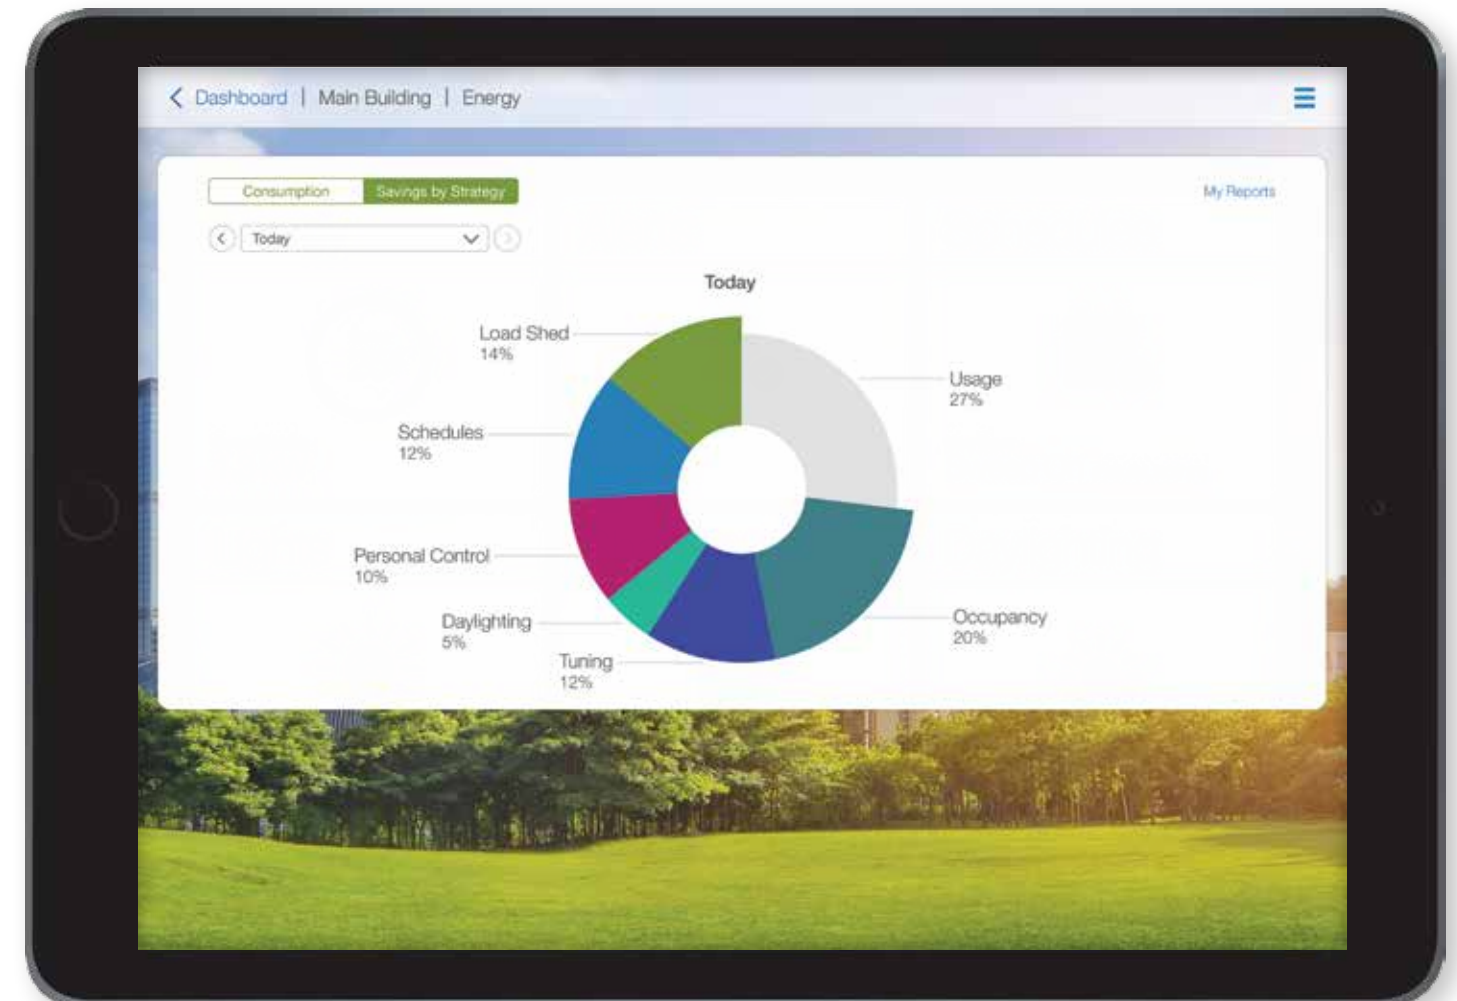 Dashboard | Main Building | Energy
Consumption
Savings by Strategy
My Reports
Today
Today
Load Shed
14%
Usage
27%
Schedules
12%
Personal Control
10%
Daylighting
5%
Occupancy
20%
Tuning
12%